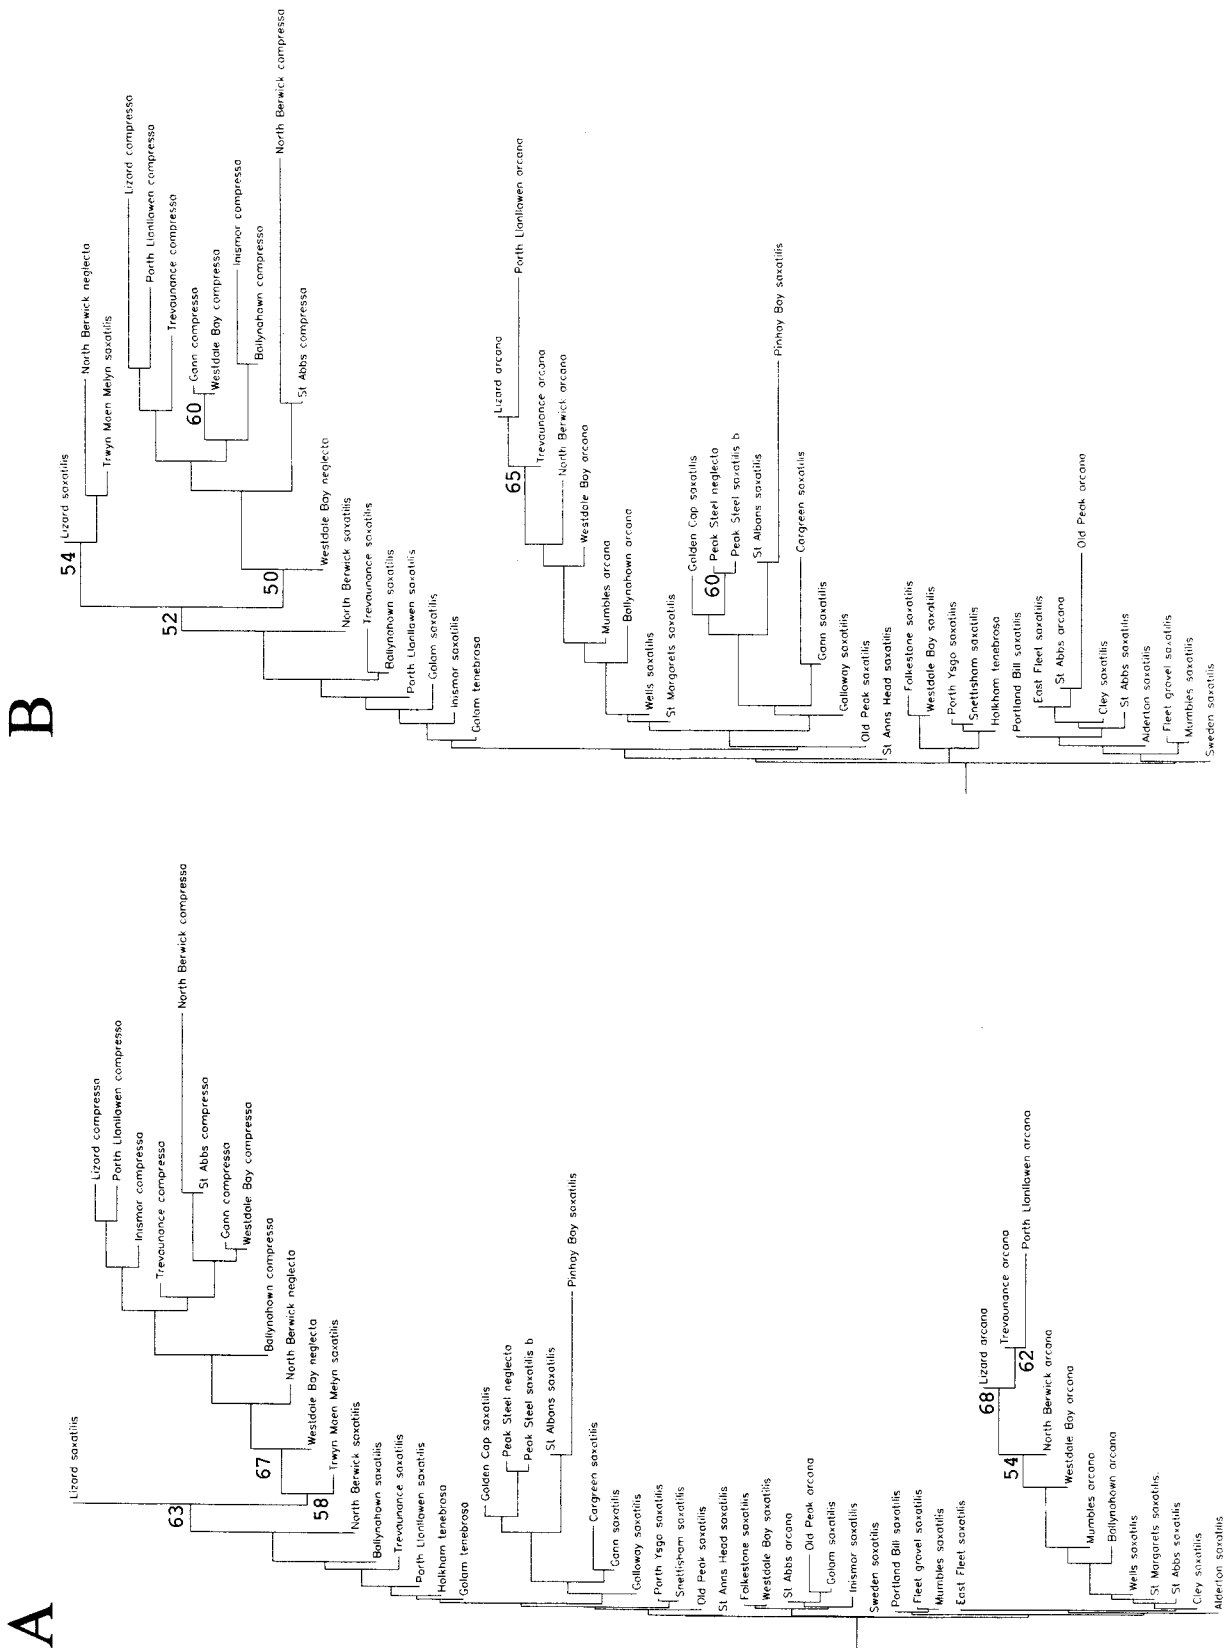 A
Lizard saxatilis
63
Lizard compressa
Porth Llanllawen compressa
Inismor compressa
Trevaunance compressa
North Berwick compressa
St Abbs compressa
Gann compressa
Westdale Bay compressa
Ballynahown compressa
North Berwick neglecta
67
Westdale Bay neglecta
58
Trwyn Maen Melyn saxatilis
North Berwick saxatilis
Ballynahown saxatilis
Trevaunance saxatilis
Porth Llanllawen saxatilis
Holkham tenebrosa
Golam tenebrosa
Golden Cap saxatilis
Peak Steel neglecta
Peak Steel saxatilis b
St Albans saxatilis
Pinhay Bay saxatilis
Cargreen saxatilis
Gann saxatilis
Galloway saxatilis
Porth Ysgo saxatilis
Snettisham saxatilis
Old Peak saxatilis
St Anns Head saxatilis
Folkestone saxatilis
Westdale Bay saxatilis
St Abbs arcana
Old Peak arcana
Golam saxatilis
Inismor saxatilis
Sweden saxatilis
Portland Bill saxatilis
Fleet gravel saxatilis
Mumbles saxatilis
East Fleet saxatilis
68
Lizard arcana
Trevaunance arcana
62
Porth Llanllawen arcana
54
North Berwick arcana
Westdale Bay arcana
Mumbles arcana
Ballynahown arcana
Wells saxatilis
St Margarets saxatilis
St Abbs saxatilis
Cley saxatilis
Alderton saxatilis
B
54
Lizard saxatilis
North Berwick neglecta
Trwyn Maen Melyn saxatilis
52
Lizard compressa
Porth Llanllawen compressa
Trevaunance compressa
60
Gann compressa
Westdale Bay compressa
Inismor compressa
Ballynahown compressa
North Berwick compressa
St Abbs compressa
50
Westdale Bay neglecta
North Berwick saxatilis
Trevaunance saxatilis
Ballynahown saxatilis
Porth Llanllawen saxatilis
Golam saxatilis
Inismor saxatilis
Golam tenebrosa
65
Lizard arcana
Porth Llanllawen arcana
Trevaunance arcana
North Berwick arcana
Westdale Bay arcana
Mumbles arcana
Ballynahown arcana
Wells saxatilis
St Margarets saxatilis
Golden Cap saxatilis
60
Peak Steel neglecta
Peak Steel saxatilis b
St Albans saxatilis
Pinhay Bay saxatilis
Cargreen saxatilis
Gann saxatilis
Galloway saxatilis
Old Peak saxatilis
St Anns Head saxatilis
Folkestone saxatilis
Westdale Bay saxatilis
Porth Ysgo saxatilis
Snettisham saxatilis
Holkham tenebrosa
Portland Bill saxatilis
East Fleet saxatilis
St Abbs arcana
Old Peak arcana
Cley saxatilis
St Abbs saxatilis
Alderton saxatilis
Fleet gravel saxatilis
Mumbles saxatilis
Sweden saxatilis